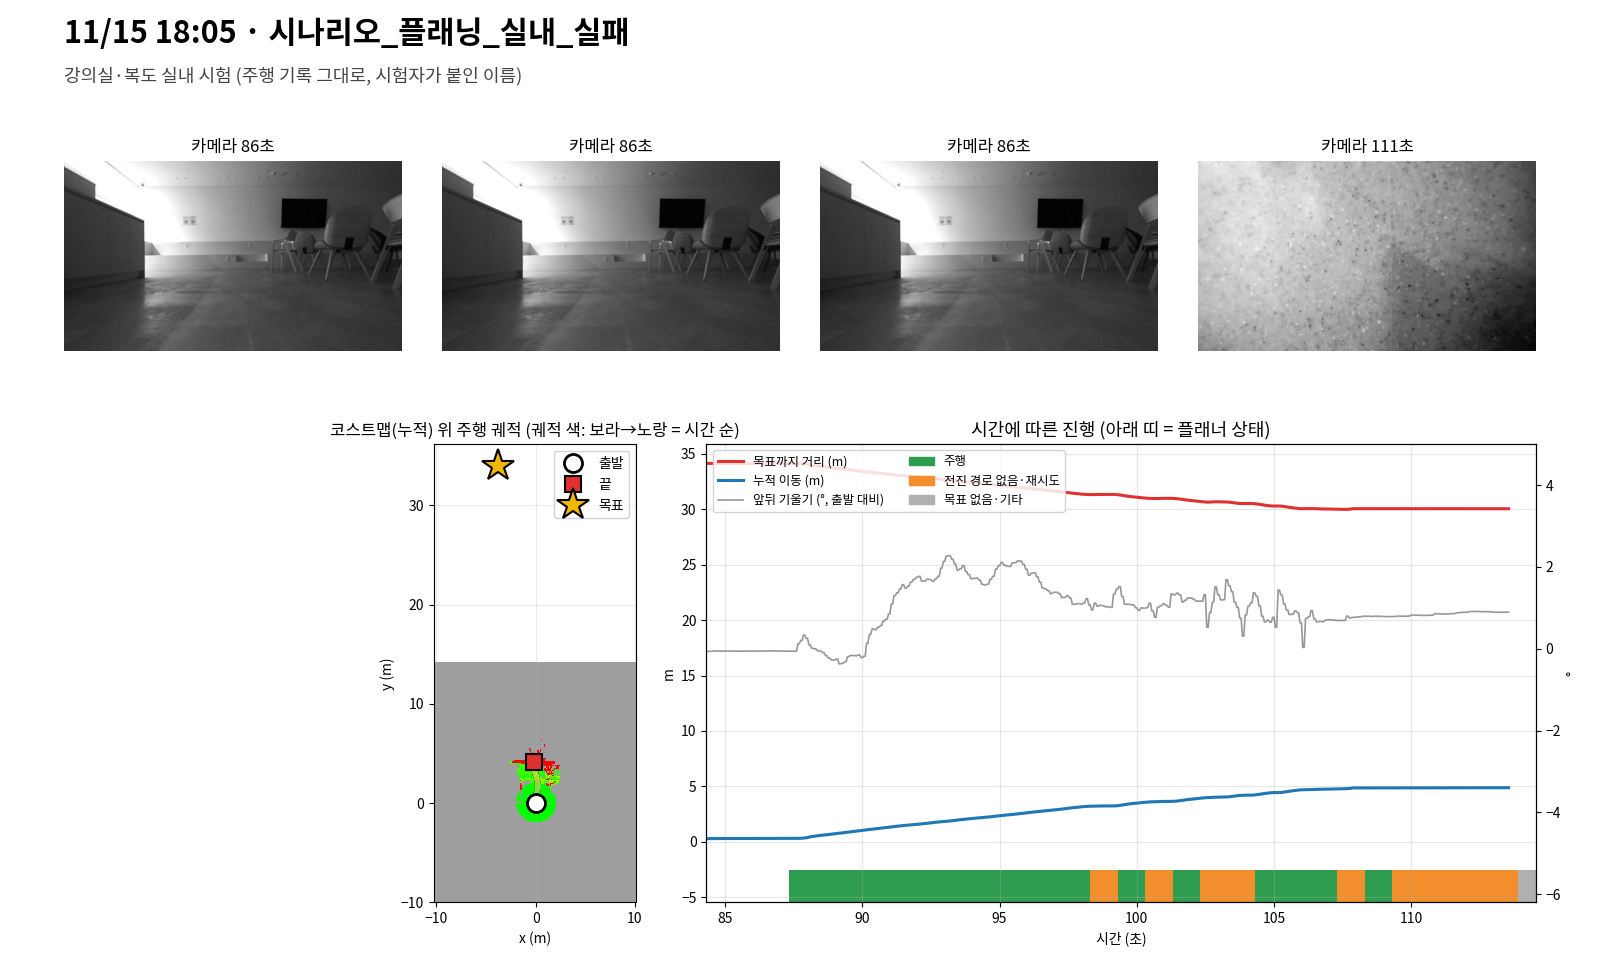 11/15 18:05 · 시나리오_플래닝_실내_실패
강의실·복도 실내 시험 (주행 기록 그대로, 시험자가 붙인 이름)
카메라 86초
카메라 86초
카메라 86초
카메라 111초
코스트맵(누적) 위 주행 궤적 (궤적 색: 보라→노랑 = 시간 순)
출발
끝
목표
30
20
10
0
−10
y (m)
−10
0
10
x (m)
시간에 따른 진행 (아래 띠 = 플래너 상태)
목표까지 거리 (m)
누적 이동 (m)
앞뒤 기울기 (°, 출발 대비)
주행
전진 경로 없음·재시도
목표 없음·기타
35
30
25
20
15
10
5
0
−5
m
4
2
0
−2
−4
−6
°
85
90
95
100
105
110
시간 (초)